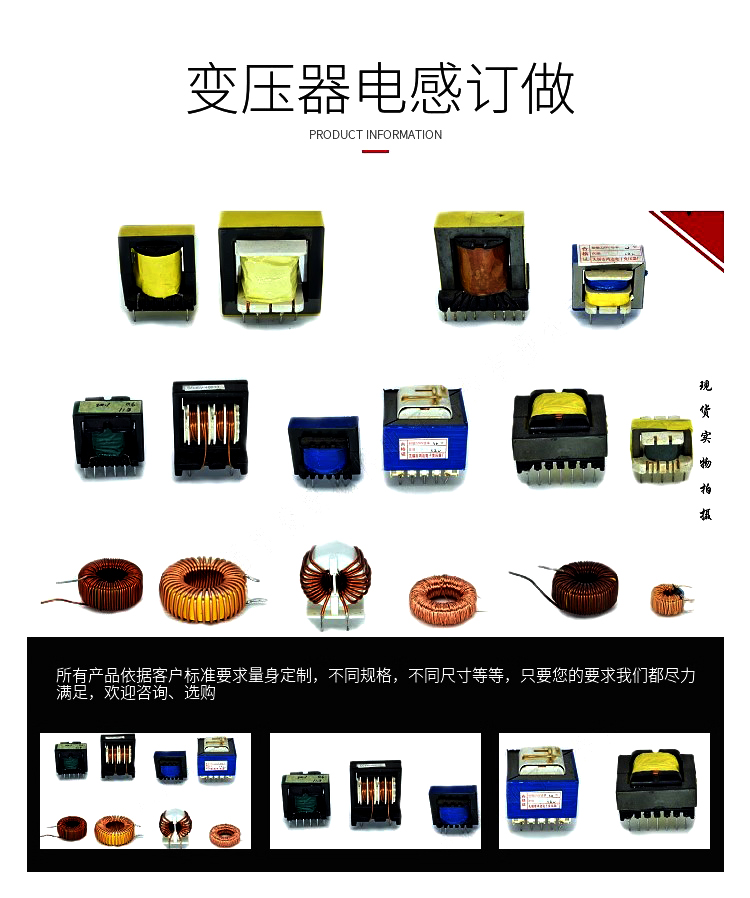 变压器电感订做
PRODUCT INFORMATION
现货实物拍摄
所有产品依据客户标准要求量身定制，不同规格，不同尺寸等等，只要您的要求我们都尽力
满足，欢迎咨询、选购